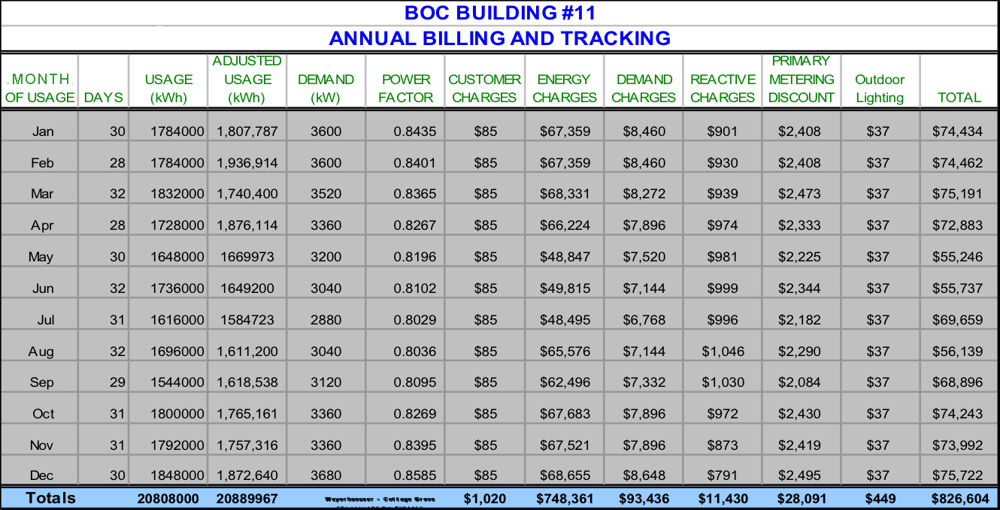 BOC BUILDING #11
ANNUAL BILLING AND TRACKING
MONTH OF USAGE DAYS USAGE (kWh) ADJUSTED USAGE (kWh) DEMAND (kW) POWER FACTOR CUSTOMER CHARGES ENERGY CHARGES DEMAND CHARGES REACTIVE CHARGES PRIMARY METERING DISCOUNT Outdoor Lighting TOTAL
Jan 30 1784000 1,807,787 3600 0.8435 $85 $67,359 $8,460 $901 $2,408 $37 $74,434
Feb 28 1784000 1,936,914 3600 0.8401 $85 $67,359 $8,460 $930 $2,408 $37 $74,462
Mar 32 1832000 1,740,400 3520 0.8365 $85 $68,331 $8,272 $939 $2,473 $37 $75,191
Apr 28 1728000 1,876,114 3360 0.8267 $85 $66,224 $7,896 $974 $2,333 $37 $72,883
May 30 1648000 1669973 3200 0.8196 $85 $48,847 $7,520 $981 $2,225 $37 $55,246
Jun 32 1736000 1649200 3040 0.8102 $85 $49,815 $7,144 $999 $2,344 $37 $55,737
Jul 31 1616000 1584723 2880 0.8029 $85 $48,495 $6,768 $996 $2,182 $37 $69,659
Aug 32 1696000 1,611,200 3040 0.8036 $85 $65,576 $7,144 $1,046 $2,290 $37 $56,139
Sep 29 1544000 1,618,538 3120 0.8095 $85 $62,496 $7,332 $1,030 $2,084 $37 $68,896
Oct 31 1800000 1,765,161 3360 0.8269 $85 $67,683 $7,896 $972 $2,430 $37 $74,243
Nov 31 1792000 1,757,316 3360 0.8395 $85 $67,521 $7,896 $873 $2,419 $37 $73,992
Dec 30 1848000 1,872,640 3680 0.8585 $85 $68,655 $8,648 $791 $2,495 $37 $75,722
Totals 20808000 20889967 Weyerhaeuser - Cottage Grove $1,020 $748,361 $93,436 $11,430 $28,091 $449 $826,604